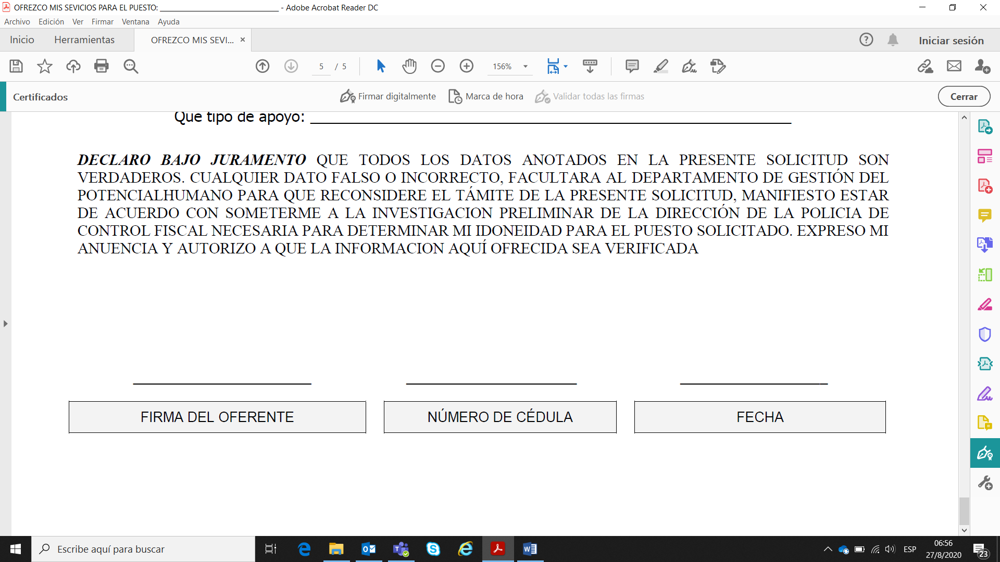 OFREZCO MIS SEVICIOS PARA EL PUESTO: ______________________________ - Adobe Acrobat Reader DC
Archivo Edición Ver Firmar Ventana Ayuda
Inicio Herramientas OFREZCO MIS SEVI... × Iniciar sesión
5 / 5 156%
Certificados Firmar digitalmente Marca de hora Validar todas las firmas Cerrar
Que tipo de apoyo: ______________________________
DECLARO BAJO JURAMENTO QUE TODOS LOS DATOS ANOTADOS EN LA PRESENTE SOLICITUD SON
VERDADEROS. CUALQUIER DATO FALSO O INCORRECTO, FACULTARA AL DEPARTAMENTO DE GESTIÓN DEL
POTENCIALHUMANO PARA QUE RECONSIDERE EL TÁMITE DE LA PRESENTE SOLICITUD, MANIFIESTO ESTAR
DE ACUERDO CON SOMETERME A LA INVESTIGACION PRELIMINAR DE LA DIRECCIÓN DE LA POLICIA DE
CONTROL FISCAL NECESARIA PARA DETERMINAR MI IDONEIDAD PARA EL PUESTO SOLICITADO. EXPRESO MI
ANUENCIA Y AUTORIZO A QUE LA INFORMACION AQUÍ OFRECIDA SEA VERIFICADA
FIRMA DEL OFERENTE NÚMERO DE CÉDULA FECHA
Escribe aquí para buscar ESP 06:56
27/8/2020 23